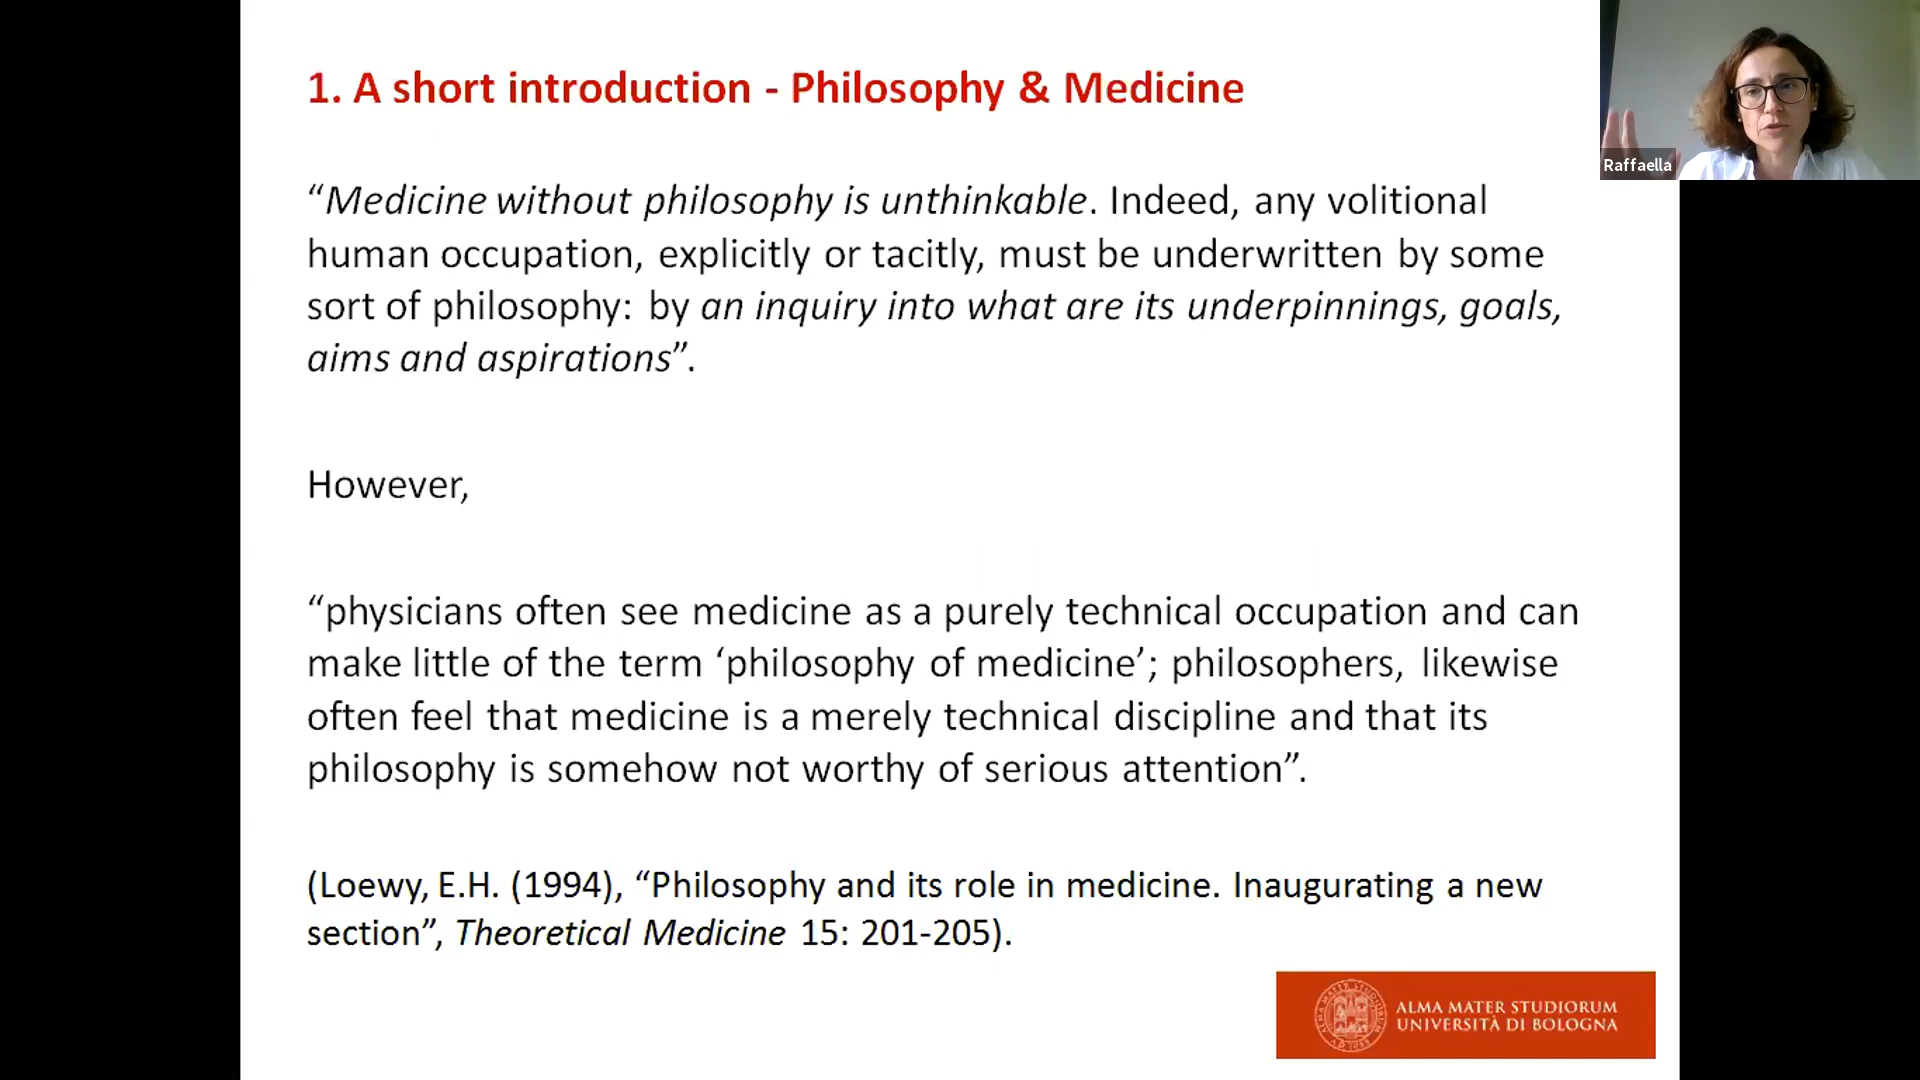 1. A short introduction - Philosophy & Medicine
Raffaella
“Medicine without philosophy is unthinkable. Indeed, any volitional
human occupation, explicitly or tacitly, must be underwritten by some
sort of philosophy: by an inquiry into what are its underpinnings, goals,
aims and aspirations”.
However,
“physicians often see medicine as a purely technical occupation and can
make little of the term ‘philosophy of medicine’; philosophers, likewise
often feel that medicine is a merely technical discipline and that its
philosophy is somehow not worthy of serious attention”.
(Loewy, E.H. (1994), “Philosophy and its role in medicine. Inaugurating a new
section”, Theoretical Medicine 15: 201-205).
ALMA MATER STUDIORUM
UNIVERSITÀ DI BOLOGNA